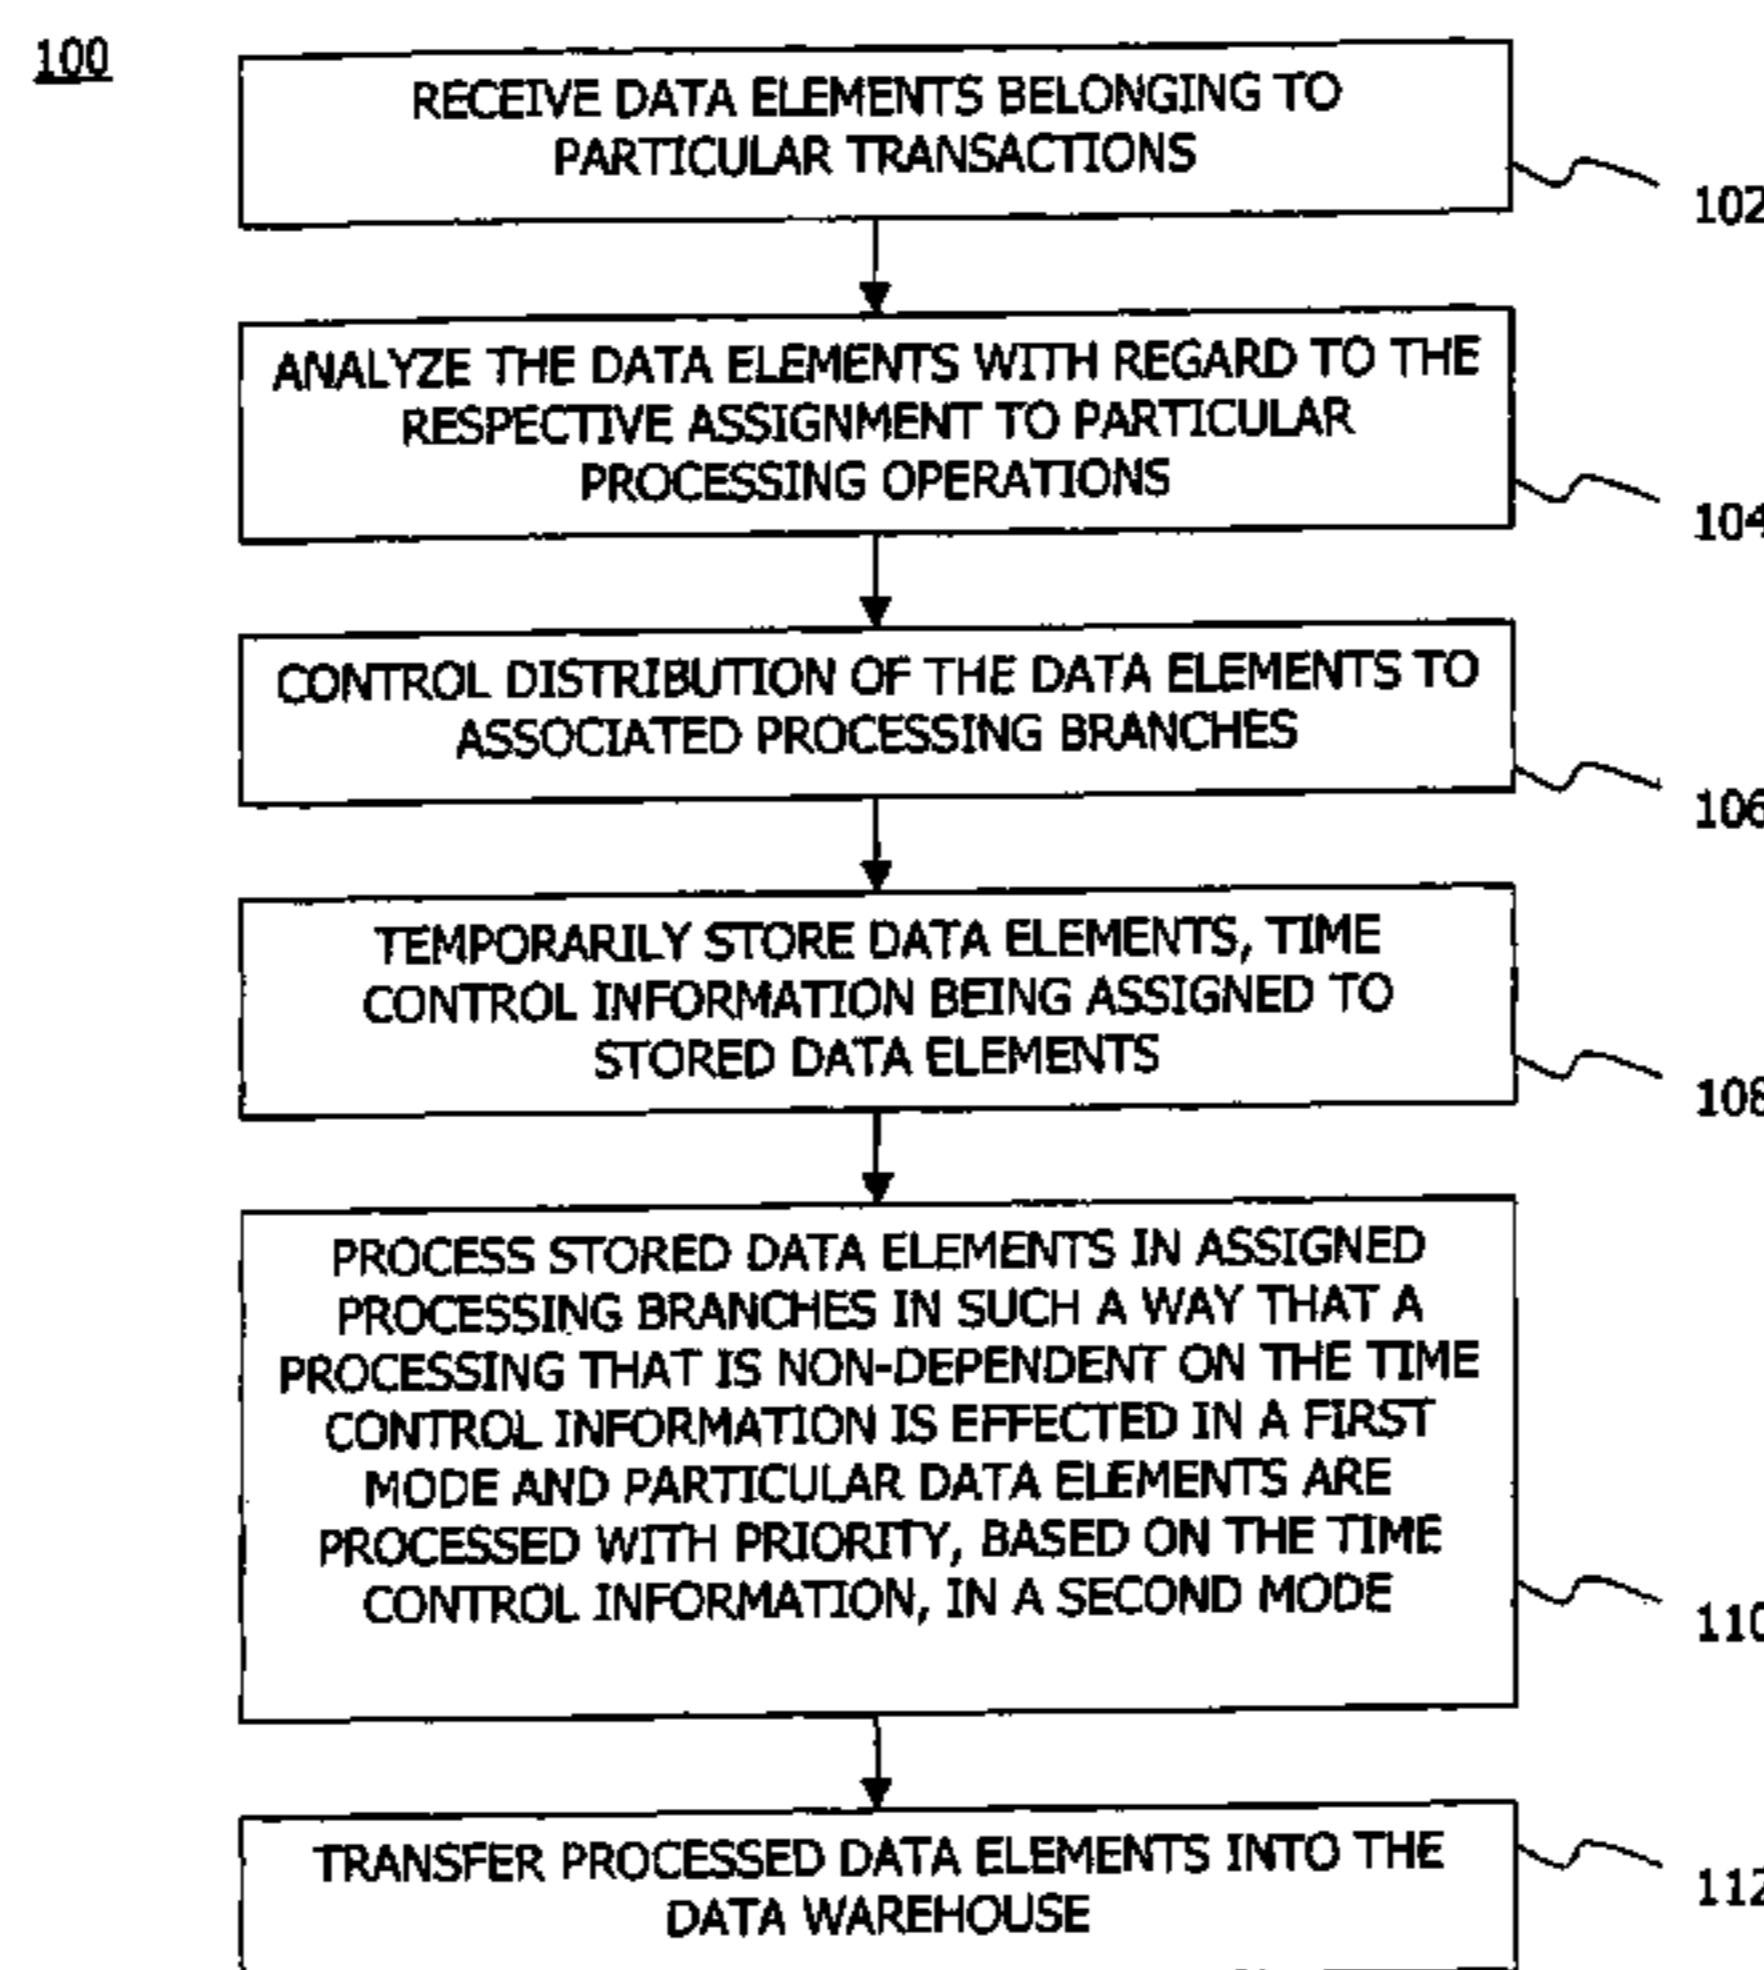 100
RECEIVE DATA ELEMENTS BELONGING TO
PARTICULAR TRANSACTIONS
102
ANALYZE THE DATA ELEMENTS WITH REGARD TO THE
RESPECTIVE ASSIGNMENT TO PARTICULAR
PROCESSING OPERATIONS
104
CONTROL DISTRIBUTION OF THE DATA ELEMENTS TO
ASSOCIATED PROCESSING BRANCHES
106
TEMPORARILY STORE DATA ELEMENTS, TIME
CONTROL INFORMATION BEING ASSIGNED TO
STORED DATA ELEMENTS
108
PROCESS STORED DATA ELEMENTS IN ASSIGNED
PROCESSING BRANCHES IN SUCH A WAY THAT A
PROCESSING THAT IS NON-DEPENDENT ON THE TIME
CONTROL INFORMATION IS EFFECTED IN A FIRST
MODE AND PARTICULAR DATA ELEMENTS ARE
PROCESSED WITH PRIORITY, BASED ON THE TIME
CONTROL INFORMATION, IN A SECOND MODE
110
TRANSFER PROCESSED DATA ELEMENTS INTO THE
DATA WAREHOUSE
112